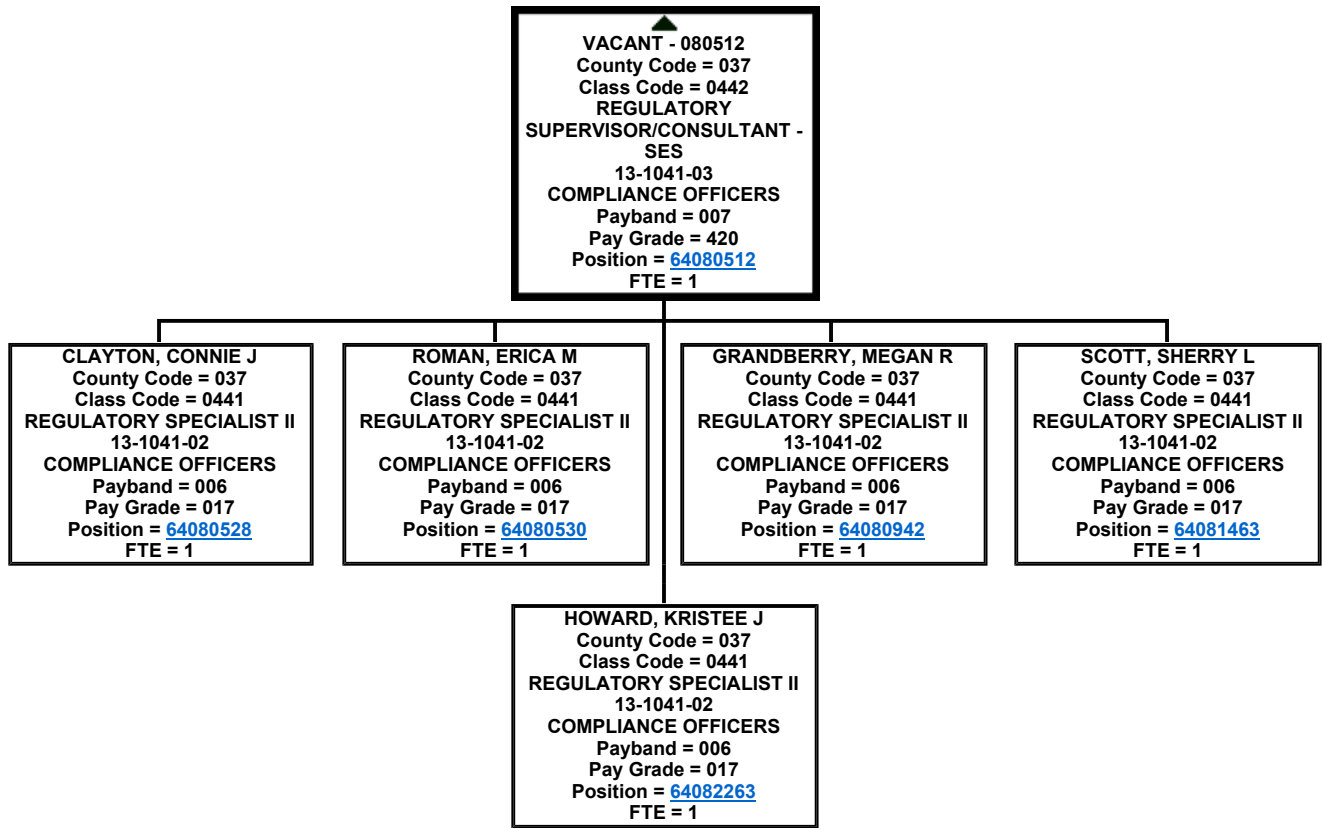 VACANT - 080512
County Code = 037
Class Code = 0442
REGULATORY
SUPERVISOR/CONSULTANT -
SES
13-1041-03
COMPLIANCE OFFICERS
Payband = 007
Pay Grade = 420
Position = 64080512
FTE = 1
CLAYTON, CONNIE J
County Code = 037
Class Code = 0441
REGULATORY SPECIALIST II
13-1041-02
COMPLIANCE OFFICERS
Payband = 006
Pay Grade = 017
Position = 64080528
FTE = 1
ROMAN, ERICA M
County Code = 037
Class Code = 0441
REGULATORY SPECIALIST II
13-1041-02
COMPLIANCE OFFICERS
Payband = 006
Pay Grade = 017
Position = 64080530
FTE = 1
GRANDBERRY, MEGAN R
County Code = 037
Class Code = 0441
REGULATORY SPECIALIST II
13-1041-02
COMPLIANCE OFFICERS
Payband = 006
Pay Grade = 017
Position = 64080942
FTE = 1
SCOTT, SHERRY L
County Code = 037
Class Code = 0441
REGULATORY SPECIALIST II
13-1041-02
COMPLIANCE OFFICERS
Payband = 006
Pay Grade = 017
Position = 64081463
FTE = 1
HOWARD, KRISTEE J
County Code = 037
Class Code = 0441
REGULATORY SPECIALIST II
13-1041-02
COMPLIANCE OFFICERS
Payband = 006
Pay Grade = 017
Position = 64082263
FTE = 1